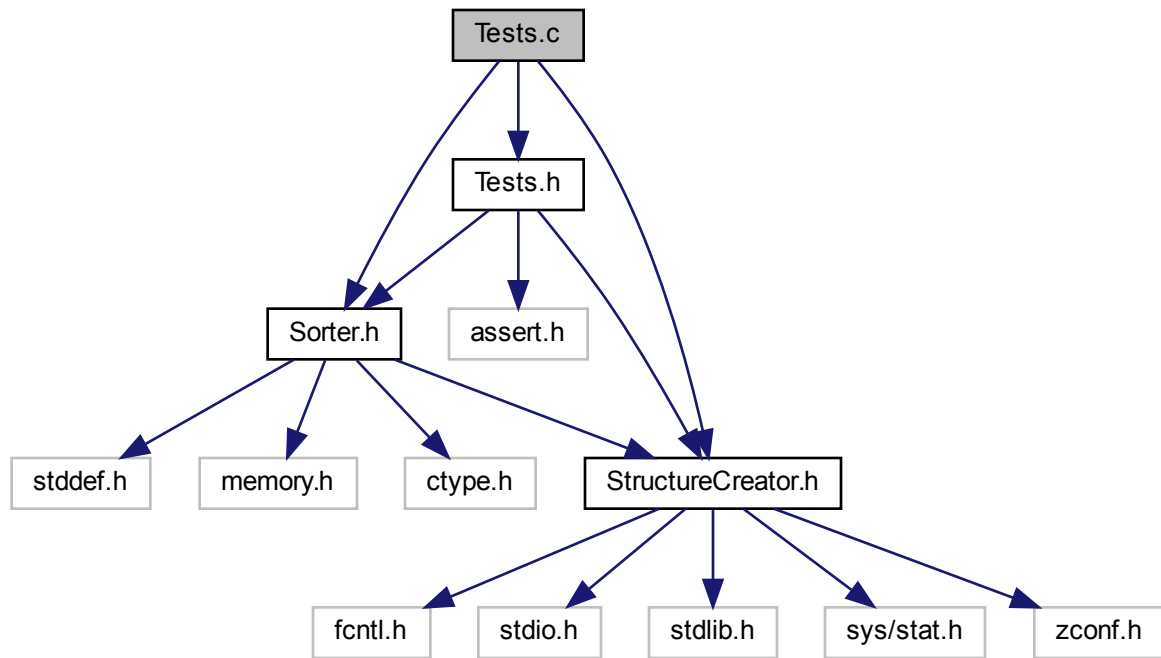 Tests.c
Tests.h
Sorter.h
assert.h
stddef.h
memory.h
ctype.h
StructureCreator.h
fcntl.h
stdio.h
stdlib.h
sys/stat.h
zconf.h